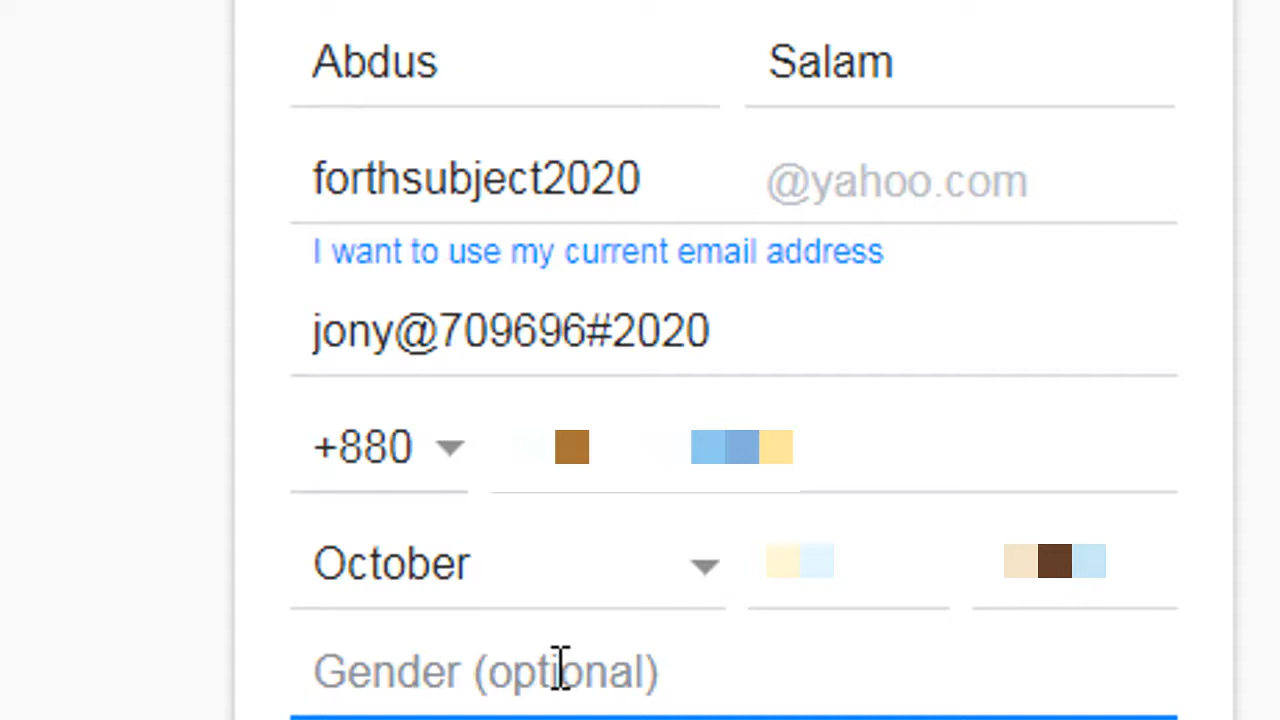 Abdus Salam
forthsubject2020 @yahoo.com
I want to use my current email address
jony@709696#2020
+880
October
Gender (optional)